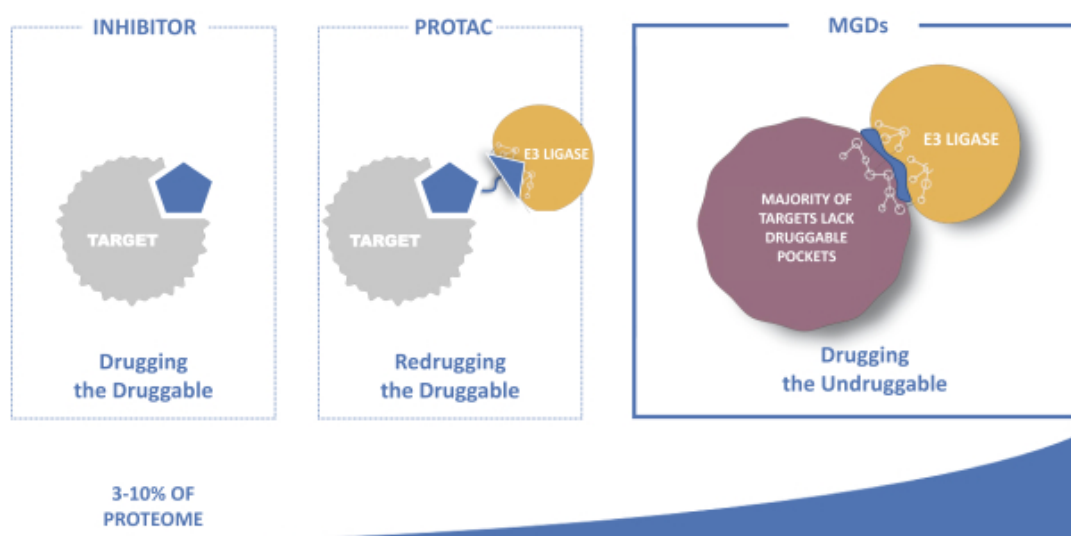 INHIBITOR
PROTAC
MGDs
TARGET
TARGET
E3 LIGASE
E3 LIGASE
MAJORITY OF
TARGETS LACK
DRUGGABLE
POCKETS
Drugging
the Druggable
Redrugging
the Druggable
Drugging
the Undruggable
3-10% OF
PROTEOME